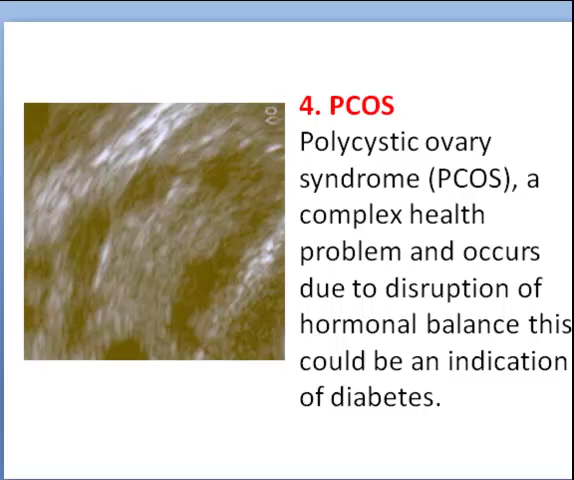 4. PCOS
Polycystic ovary
syndrome (PCOS), a
complex health
problem and occurs
due to disruption of
hormonal balance this
could be an indication
of diabetes.